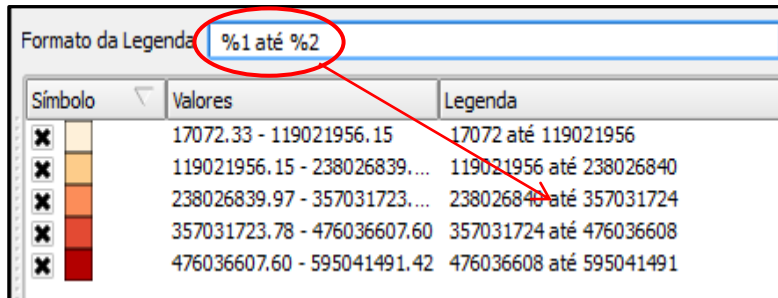 Formato da Legenda %1 até %2
Símbolo Valores Legenda
17072.33 - 119021956.15 17072 até 119021956
119021956.15 - 238026839.... 119021956 até 238026840
238026839.97 - 357031723.... 238026840 até 357031724
357031723.78 - 476036607.60 357031724 até 476036608
476036607.60 - 595041491.42 476036608 até 595041491